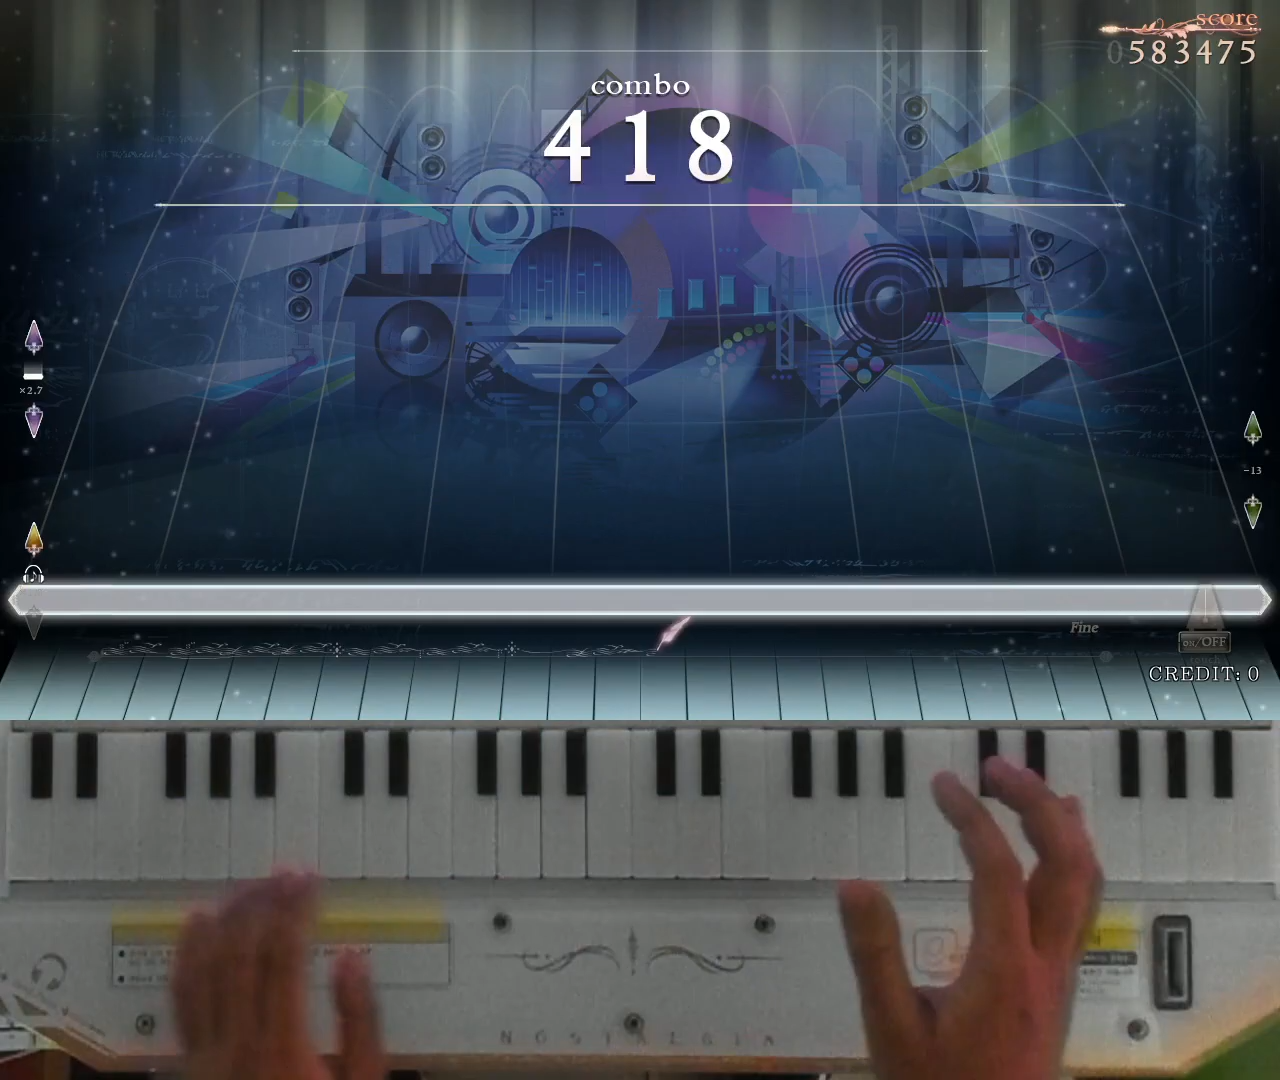 score
0583475
combo
418
×2.7
-13
Fine
ON/OFF
CREDIT: 0
NOSTALGIA